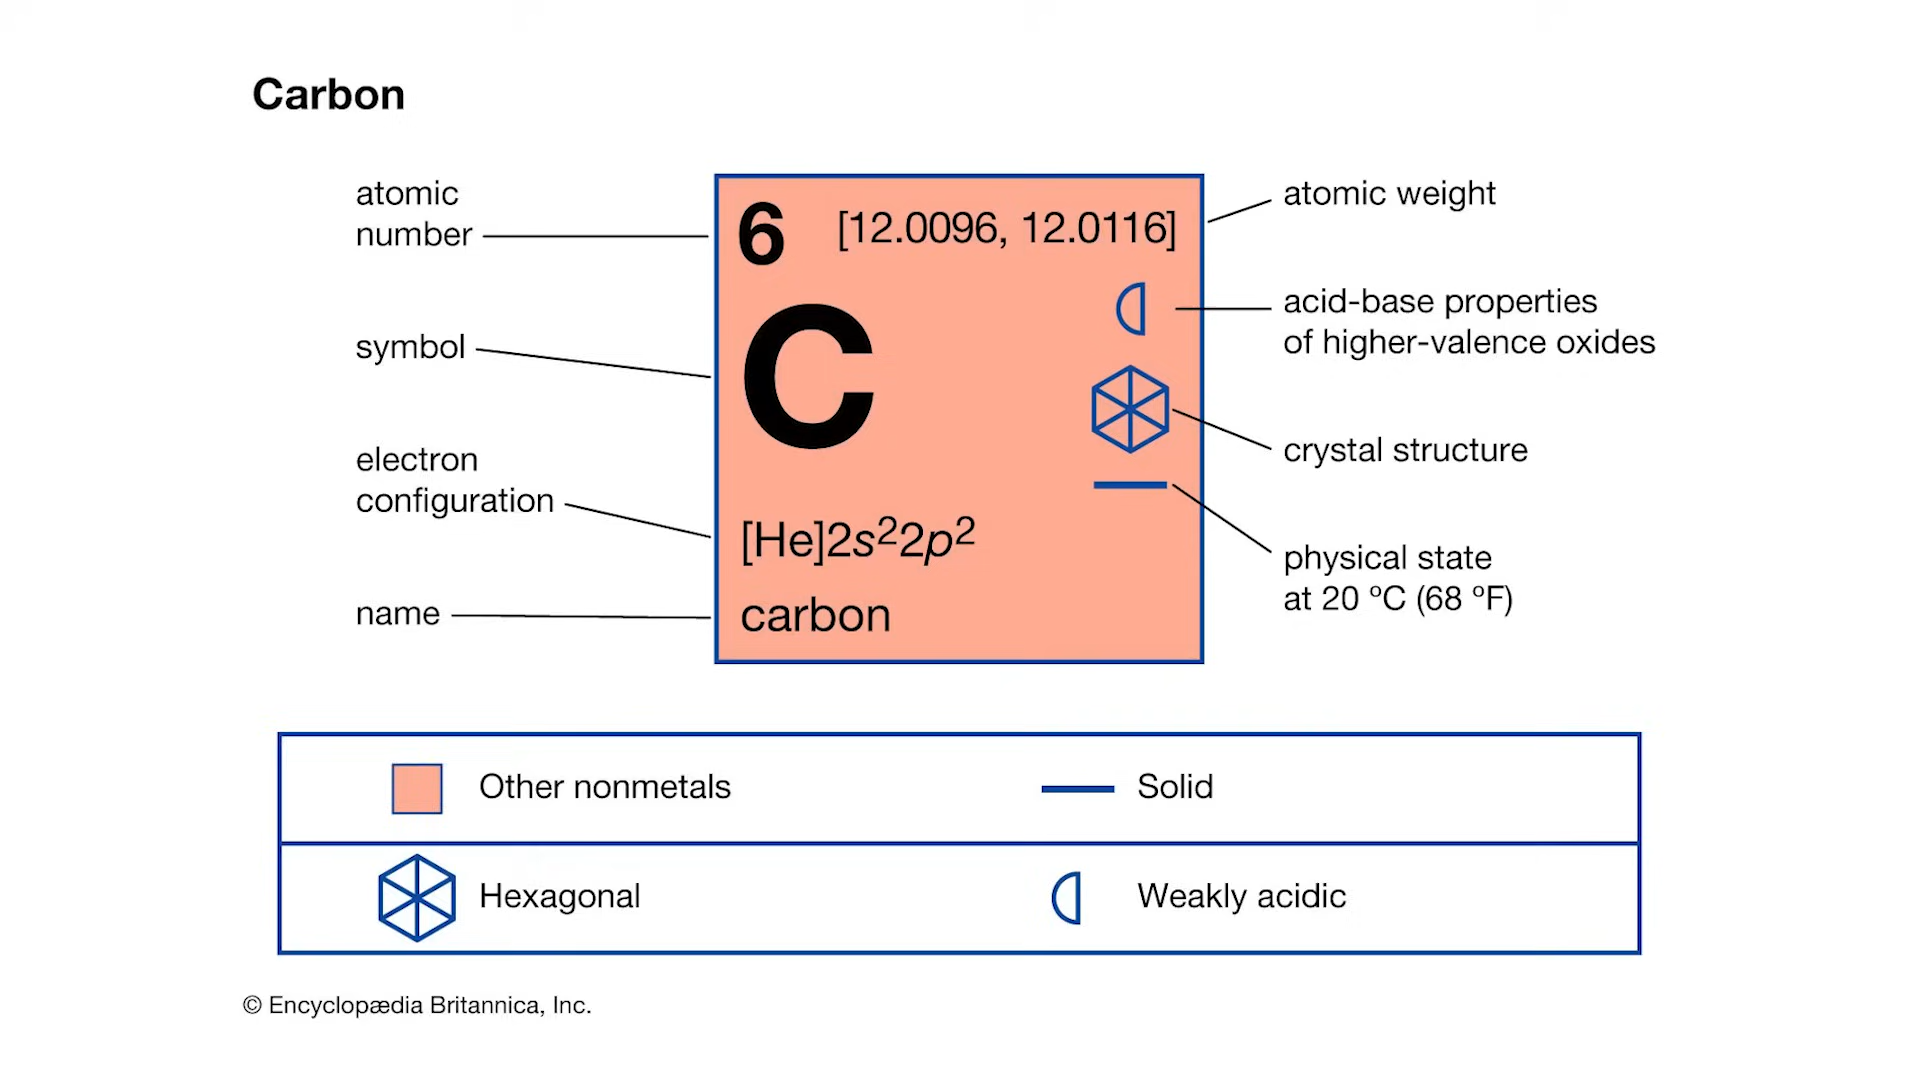 Carbon
atomic
number
symbol
electron
configuration
name
6 [12.0096, 12.0116]
C
[He]2s²2p²
carbon
atomic weight
acid-base properties
of higher-valence oxides
crystal structure
physical state
at 20 ºC (68 ºF)
Other nonmetals
Solid
Hexagonal
Weakly acidic
© Encyclopædia Britannica, Inc.